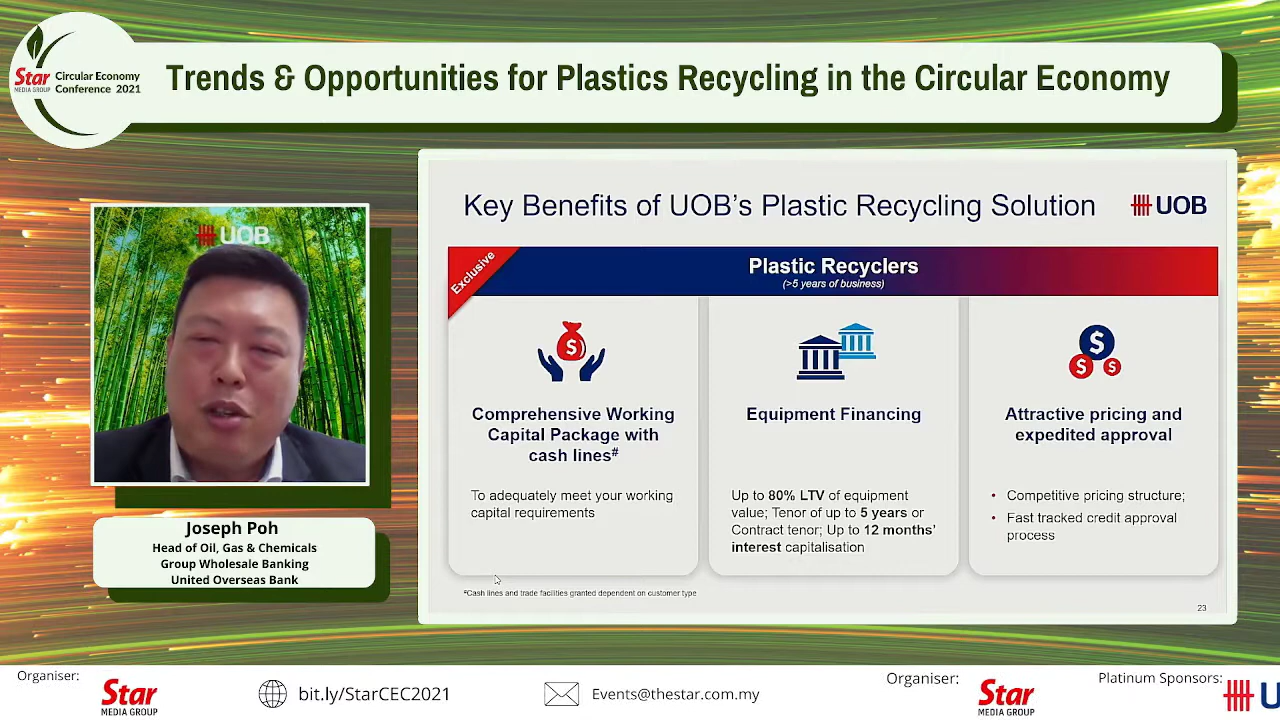 Star
MEDIA GROUP
Circular Economy
Conference 2021
Trends & Opportunities for Plastics Recycling in the Circular Economy
UOB
Joseph Poh
Head of Oil, Gas & Chemicals
Group Wholesale Banking
United Overseas Bank
Key Benefits of UOB's Plastic Recycling Solution
UOB
Exclusive
Plastic Recyclers
(>5 years of business)
Comprehensive Working
Capital Package with
cash lines#
To adequately meet your working
capital requirements
Equipment Financing
Up to 80% LTV of equipment
value; Tenor of up to 5 years or
Contract tenor; Up to 12 months'
interest capitalisation
Attractive pricing and
expedited approval
• Competitive pricing structure;
• Fast tracked credit approval
process
#Cash lines and trade facilities granted dependent on customer type
23
Organiser:
Star
MEDIA GROUP
bit.ly/StarCEC2021
Events@thestar.com.my
Organiser:
Star
MEDIA GROUP
Platinum Sponsors:
U